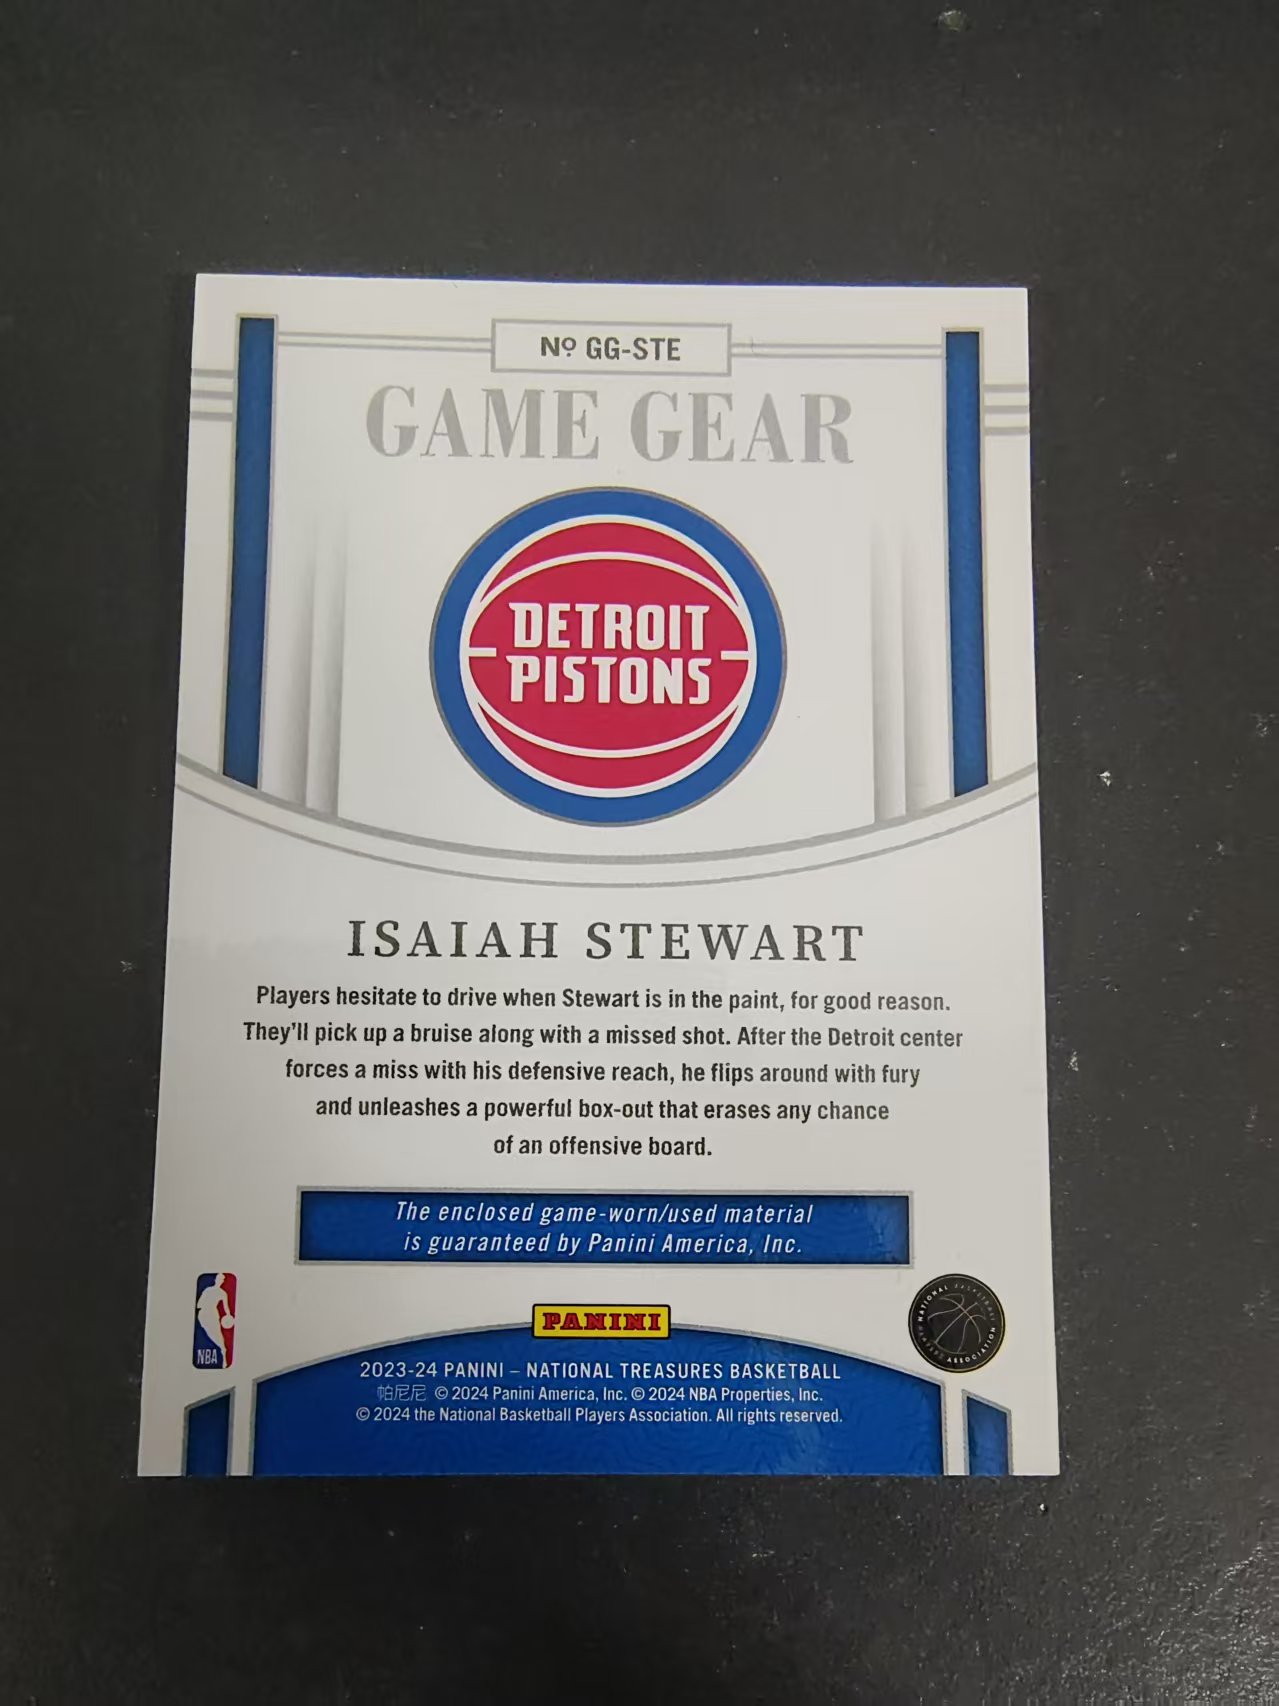 Nº GG-STE
GAME GEAR
DETROIT
PISTONS
ISAIAH STEWART
Players hesitate to drive when Stewart is in the paint, for good reason.
They'll pick up a bruise along with a missed shot. After the Detroit center
forces a miss with his defensive reach, he flips around with fury
and unleashes a powerful box-out that erases any chance
of an offensive board.
The enclosed game-worn/used material
is guaranteed by Panini America, Inc.
NBA
PANINI
NATIONAL BASKETBALL
PLAYERS ASSOCIATION
2023-24 PANINI – NATIONAL TREASURES BASKETBALL
帕尼尼 © 2024 Panini America, Inc. © 2024 NBA Properties, Inc.
© 2024 the National Basketball Players Association. All rights reserved.